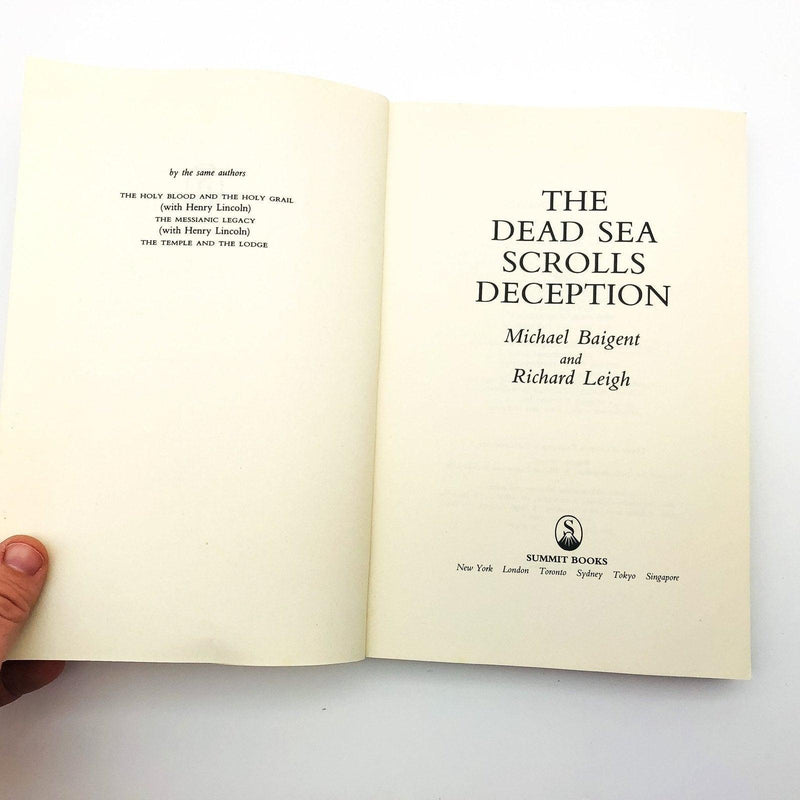 by the same authors
THE HOLY BLOOD AND THE HOLY GRAIL
(with Henry Lincoln)
THE MESSIANIC LEGACY
(with Henry Lincoln)
THE TEMPLE AND THE LODGE
THE
DEAD SEA
SCROLLS
DECEPTION
Michael Baigent
and
Richard Leigh
S
SUMMIT BOOKS
New York London Toronto Sydney Tokyo Singapore